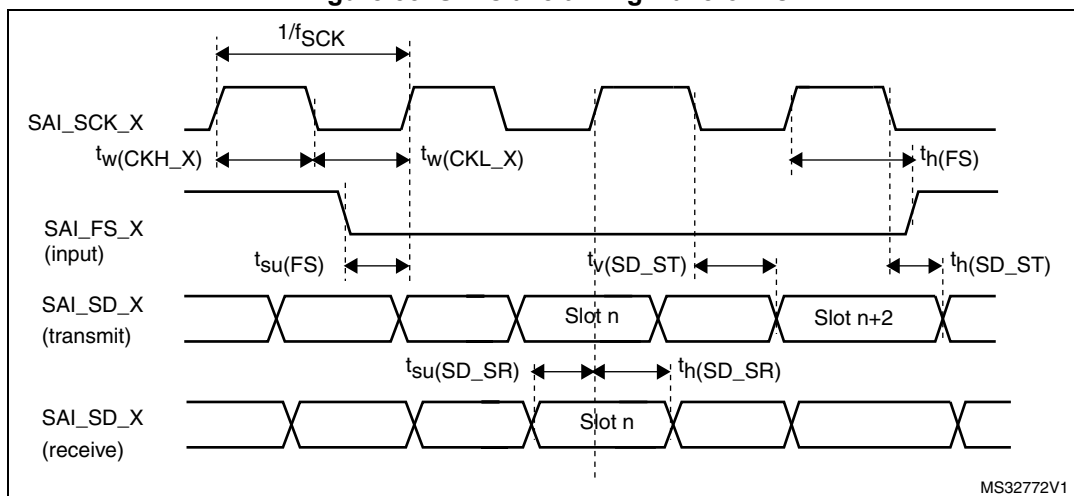 1/fSCK
SAI_SCK_X
tw(CKH_X)
tw(CKL_X)
th(FS)
SAI_FS_X
(input)
tsu(FS)
tv(SD_ST)
th(SD_ST)
SAI_SD_X
(transmit)
Slot n
Slot n+2
tsu(SD_SR)
th(SD_SR)
SAI_SD_X
(receive)
Slot n
MS32772V1